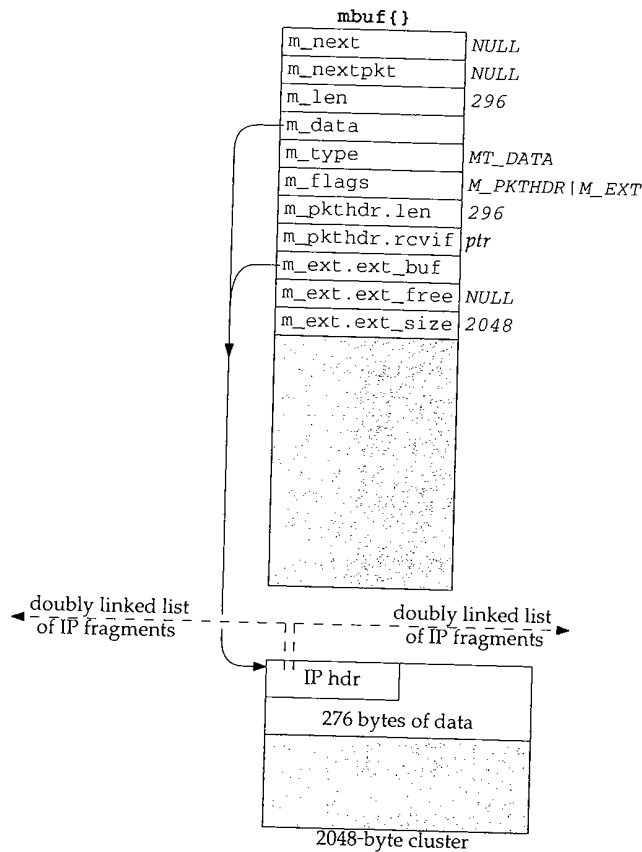 mbuf{}
m_next NULL
m_nextpkt NULL
m_len 296
m_data
m_type MT_DATA
m_flags M_PKTHDR|M_EXT
m_pkthdr.len 296
m_pkthdr.rcvif ptr
m_ext.ext_buf
m_ext.ext_free NULL
m_ext.ext_size 2048
doubly linked list
of IP fragments
doubly linked list
of IP fragments
IP hdr
276 bytes of data
2048-byte cluster